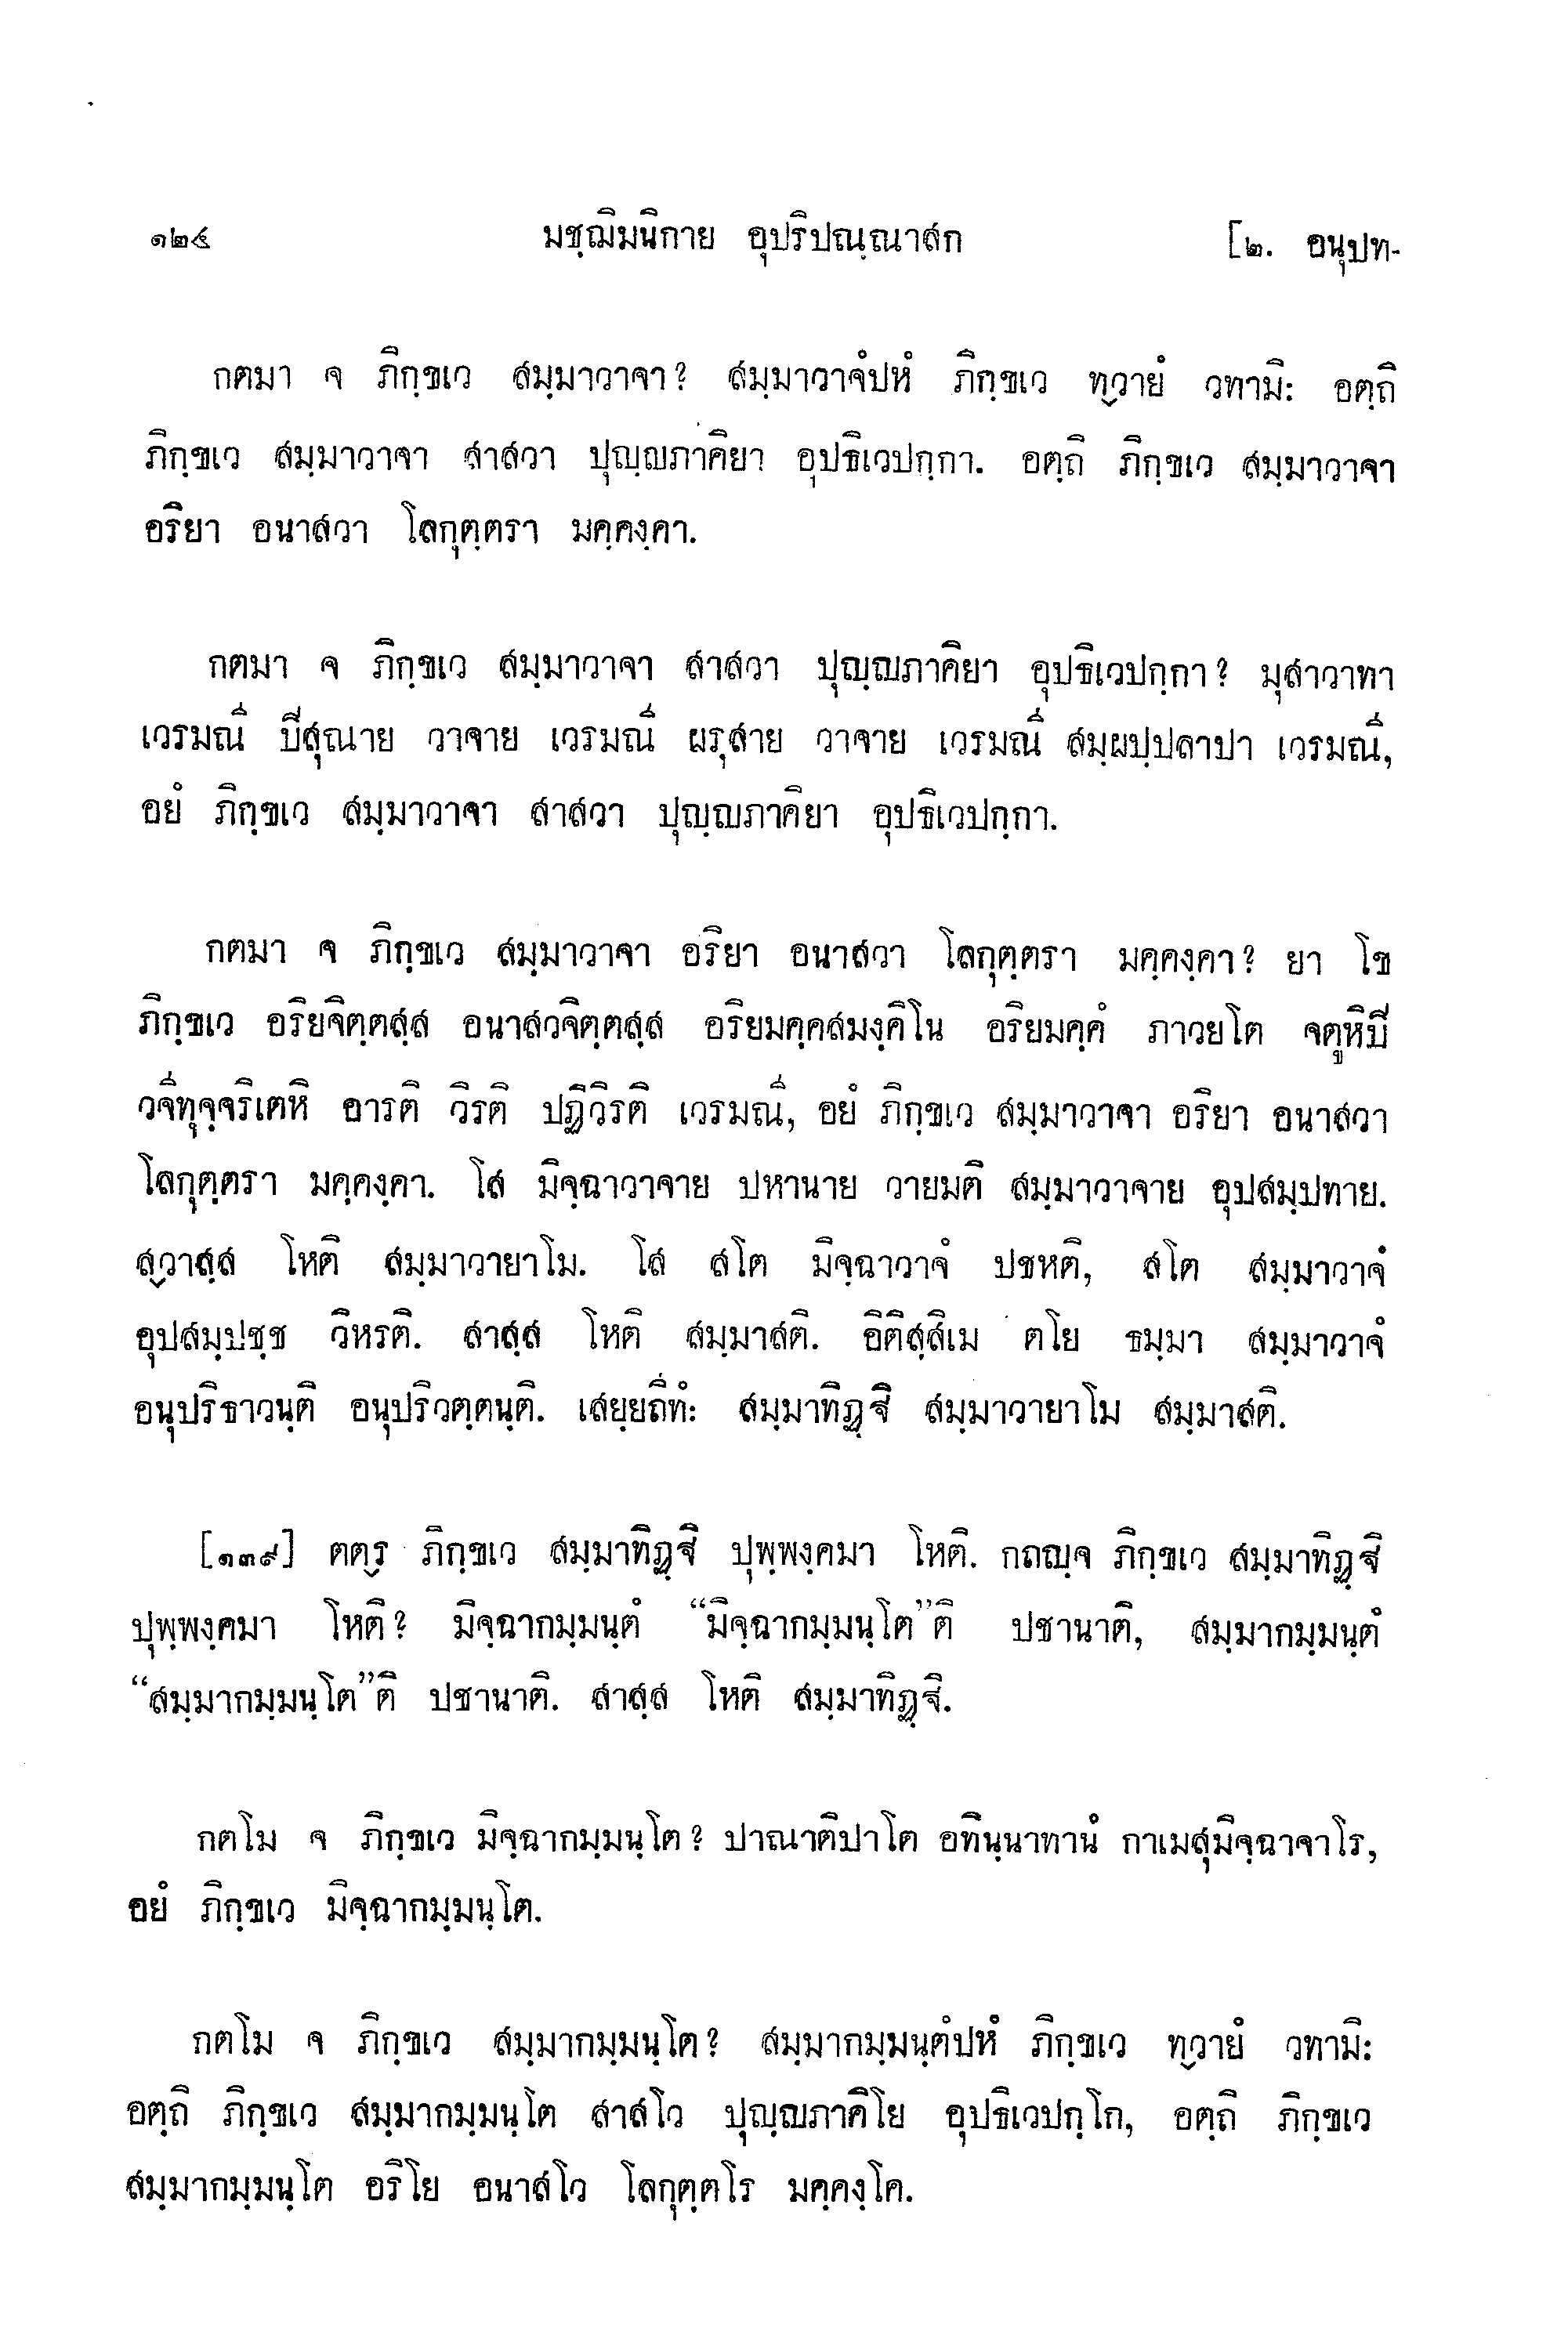 ๑๒๔ มชฺฌิมนิกาย อุปริปณฺณาสก [๒. อนุปท-
กตมา จ ภิกฺขเว สมฺมาวาจา? สมฺมาวาจํปหํ ภิกฺขเว ทฺวายํ วทามิ: อตฺถิ
ภิกฺขเว สมฺมาวาจา สาสวา ปุญฺญภาคิยา อุปธิเวปกฺกา. อตฺถิ ภิกฺขเว สมฺมาวาจา
อริยา อนาสวา โลกุตฺตรา มคฺคงฺคา.
กตมา จ ภิกฺขเว สมฺมาวาจา สาสวา ปุญฺญภาคิยา อุปธิเวปกฺกา? มุสาวาทา
เวรมณี ปิสุณาย วาจาย เวรมณี ผรุสาย วาจาย เวรมณี สมฺผปฺปลาปา เวรมณี,
อยํ ภิกฺขเว สมฺมาวาจา สาสวา ปุญฺญภาคิยา อุปธิเวปกฺกา.
กตมา จ ภิกฺขเว สมฺมาวาจา อริยา อนาสวา โลกุตฺตรา มคฺคงฺคา? ยา โข
ภิกฺขเว อริยจิตฺตสฺส อนาสวจิตฺตสฺส อริยมคฺคสมงฺคิโน อริยมคฺคํ ภาวยโต จตูหิปิ
วจีทุจฺจริเตหิ อารติ วิรติ ปฏิวิรติ เวรมณี, อยํ ภิกฺขเว สมฺมาวาจา อริยา อนาสวา
โลกุตฺตรา มคฺคงฺคา. โส มิจฺฉาวาจาย ปหานาย วายมติ สมฺมาวาจาย อุปสมฺปทาย.
สฺวาสฺส โหติ สมฺมาวายาโม. โส สโต มิจฺฉาวาจํ ปชหติ, สโต สมฺมาวาจํ
อุปสมฺปชฺช วิหรติ. สาสฺส โหติ สมฺมาสติ. อิติสฺสิเม ตโย ธมฺมา สมฺมาวาจํ
อนุปริธาวนฺติ อนุปริวตฺตนฺติ. เสยฺยถีทํ: สมฺมาทิฏฺฐิ สมฺมาวายาโม สมฺมาสติ.
[๑๓๙] ตตฺร ภิกฺขเว สมฺมาทิฏฺฐิ ปุพฺพงฺคมา โหติ. กถญฺจ ภิกฺขเว สมฺมาทิฏฺฐิ
ปุพฺพงฺคมา โหติ? มิจฺฉากมฺมนฺตํ “มิจฺฉากมฺมนฺโต”ติ ปชานาติ, สมฺมากมฺมนฺตํ
“สมฺมากมฺมนฺโต”ติ ปชานาติ. สาสฺส โหติ สมฺมาทิฏฺฐิ.
กตโม จ ภิกฺขเว มิจฺฉากมฺมนฺโต? ปาณาติปาโต อทินฺนาทานํ กาเมสุมิจฺฉาจาโร,
อยํ ภิกฺขเว มิจฺฉากมฺมนฺโต.
กตโม จ ภิกฺขเว สมฺมากมฺมนฺโต? สมฺมากมฺมนฺตํปหํ ภิกฺขเว ทฺวายํ วทามิ:
อตฺถิ ภิกฺขเว สมฺมากมฺมนฺโต สาสโว ปุญฺญภาคิโย อุปธิเวปกฺโก, อตฺถิ ภิกฺขเว
สมฺมากมฺมนฺโต อริโย อนาสโว โลกุตฺตโร มคฺคงฺโค.